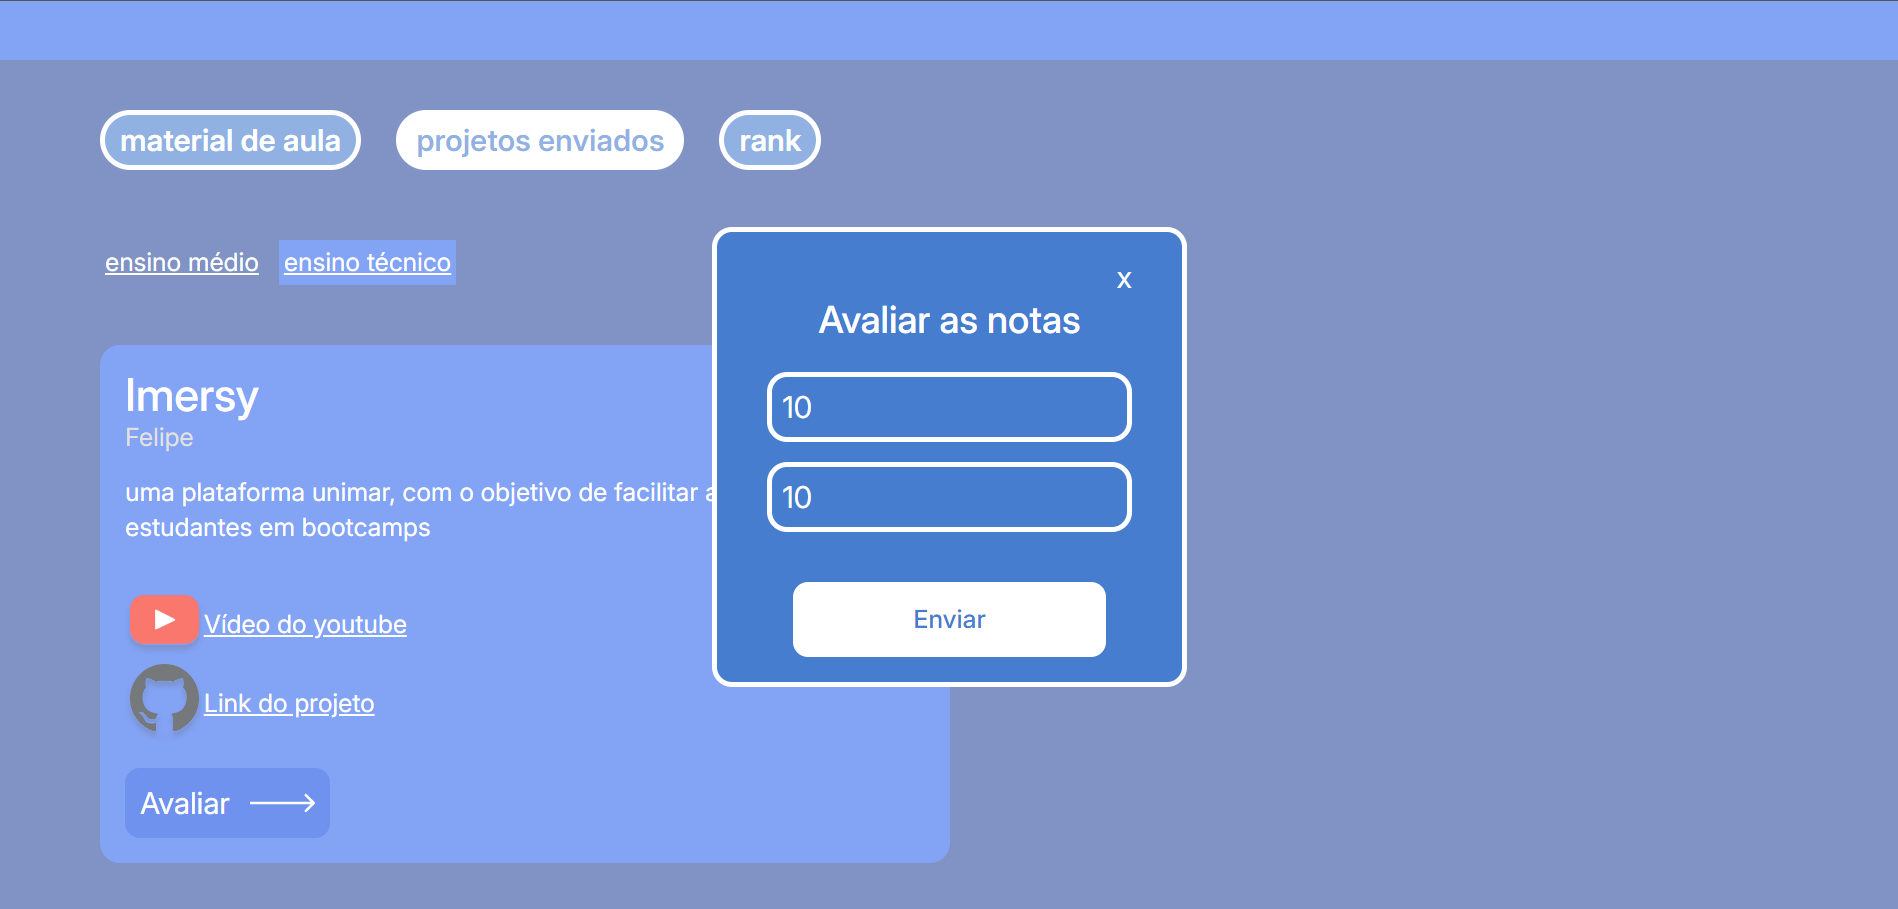 material de aula
projetos enviados
rank
ensino médio
ensino técnico
x
Avaliar as notas
10
10
Enviar
Imersy
Felipe
uma plataforma unimar, com o objetivo de facilitar
estudantes em bootcamps
Vídeo do youtube
Link do projeto
Avaliar